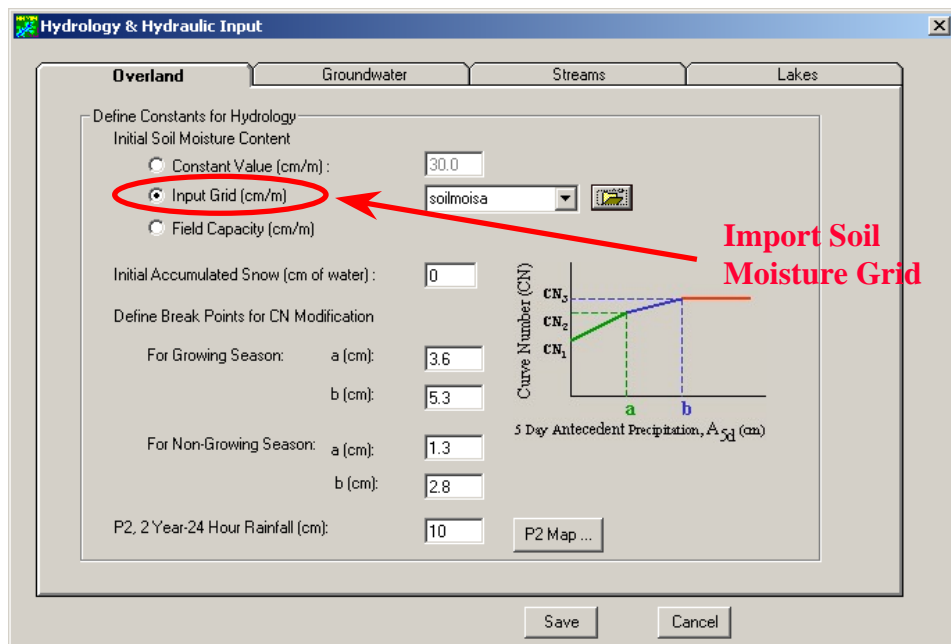 Hydrology & Hydraulic Input
Overland Groundwater Streams Lakes
Define Constants for Hydrology
Initial Soil Moisture Content
Constant Value (cm/m) : 30.0
Input Grid (cm/m) soilmoisa
Field Capacity (cm/m)
Import Soil
Moisture Grid
Initial Accumulated Snow (cm of water) : 0
Define Break Points for CN Modification
For Growing Season: a (cm): 3.6
b (cm): 5.3
For Non-Growing Season: a (cm): 1.3
b (cm): 2.8
P2, 2 Year-24 Hour Rainfall (cm): 10 P2 Map ...
Curve Number (CN)
CN3
CN2
CN1
a b
5 Day Antecedent Precipitation, A5d (cm)
Save Cancel